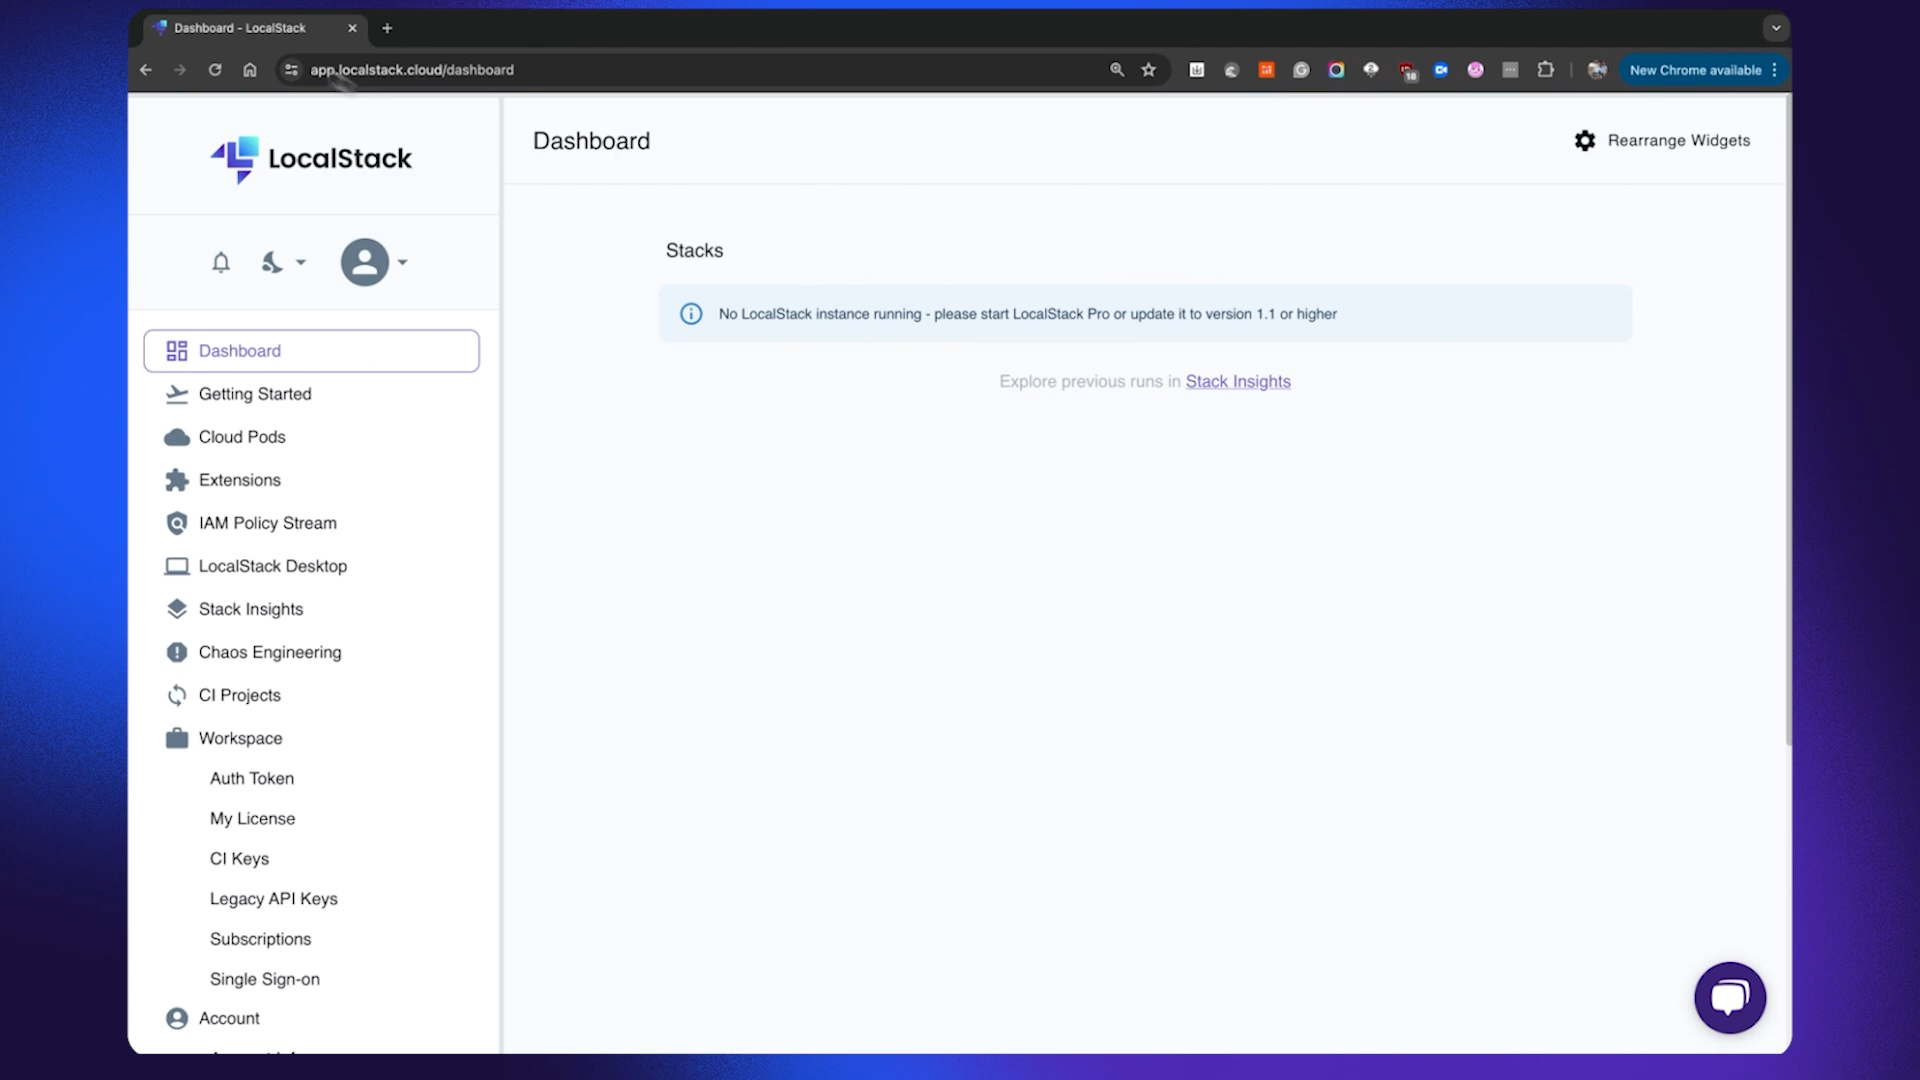 Dashboard - LocalStack
app.localstack.cloud/dashboard
18
New Chrome available
LocalStack
Dashboard
Rearrange Widgets
Stacks
No LocalStack instance running - please start LocalStack Pro or update it to version 1.1 or higher
Explore previous runs in Stack Insights
Dashboard
Getting Started
Cloud Pods
Extensions
IAM Policy Stream
LocalStack Desktop
Stack Insights
Chaos Engineering
CI Projects
Workspace
Auth Token
My License
CI Keys
Legacy API Keys
Subscriptions
Single Sign-on
Account